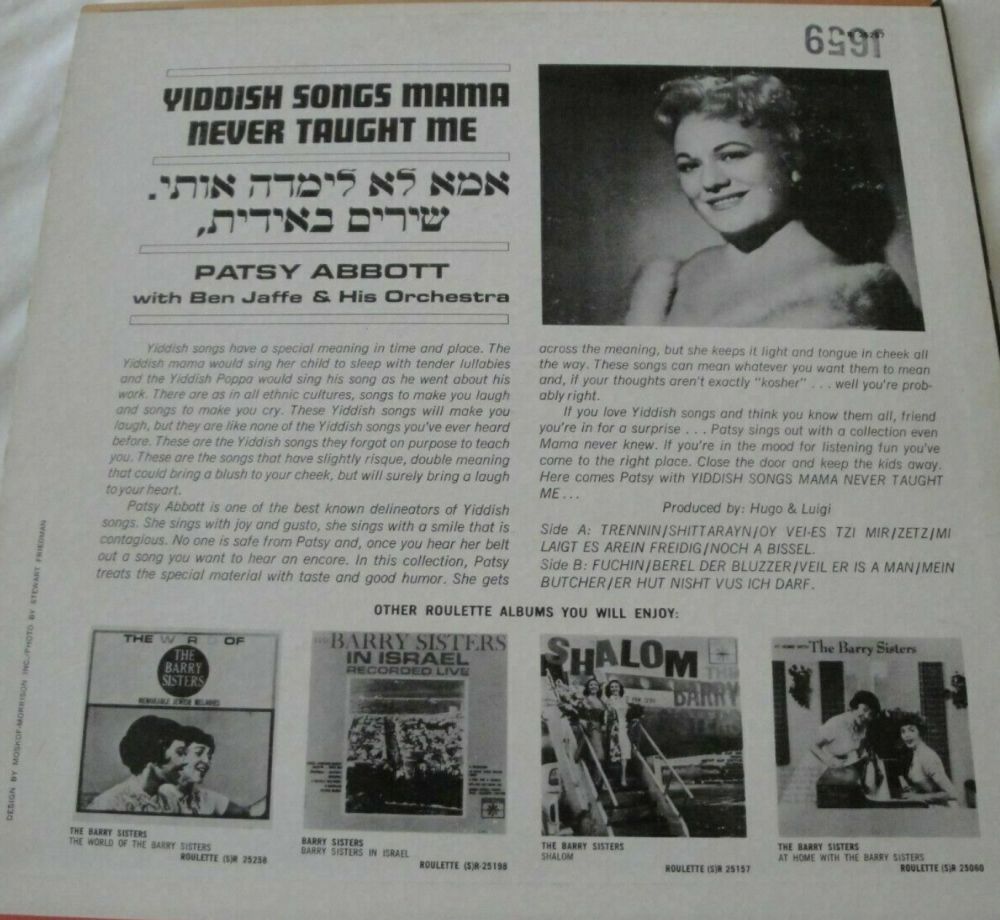 1659
YIDDISH SONGS MAMA
NEVER TAUGHT ME
אמא לא לימדה אותי.
שירים באידית,
PATSY ABBOTT
with Ben Jaffe & His Orchestra
Yiddish songs have a special meaning in time and place. The
Yiddish mama would sing her child to sleep with tender lullabies
and the Yiddish Poppa would sing his song as he went about his
work. There are as in all ethnic cultures, songs to make you laugh
and songs to make you cry. These Yiddish songs will make you
laugh, but they are like none of the Yiddish songs you've ever heard
before. These are the Yiddish songs they forgot on purpose to teach
you. These are the songs that have slightly risque, double meaning
that could bring a blush to your cheek, but will surely bring a laugh
to your heart.
Patsy Abbott is one of the best known delineators of Yiddish
songs. She sings with joy and gusto, she sings with a smile that is
contagious. No one is safe from Patsy and, once you hear her belt
out a song you want to hear an encore. In this collection, Patsy
treats the special material with taste and good humor. She gets
across the meaning, but she keeps it light and tongue in cheek all
the way. These songs can mean whatever you want them to mean
and, if your thoughts aren't exactly "kosher" . . . well you're prob-
ably right.
If you love Yiddish songs and think you know them all, friend
you're in for a surprise . . . Patsy sings out with a collection even
Mama never knew. If you're in the mood for listening fun you've
come to the right place. Close the door and keep the kids away.
Here comes Patsy with YIDDISH SONGS MAMA NEVER TAUGHT
ME . . .
Produced by: Hugo & Luigi
Side A: TRENNIN/SHITTARAYN/OY VEI-ES TZI MIR/ZETZ/MI
LAIGT ES AREIN FREIDIG/NOCH A BISSEL.
Side B: FUCHIN/BEREL DER BLUZZER/VEIL ER IS A MAN/MEIN
BUTCHER/ER HUT NISHT VUS ICH DARF.
DESIGN BY MOSKOF-MORRISON INC./PHOTO BY STEWART FRIEDMAN
OTHER ROULETTE ALBUMS YOU WILL ENJOY:
THE W R D OF
THE
BARRY
SISTERS
REMEMORABLE JEWISH MELODIES
THE BARRY SISTERS
THE WORLD OF THE BARRY SISTERS
ROULETTE (S)R 25258
THE BARRY SISTERS
IN ISRAEL
RECORDED LIVE
BARRY SISTERS
BARRY SISTERS IN ISRAEL
ROULETTE (S)R-25198
SHALOM
THE
BARRY
THE BARRY SISTERS
SHALOM
ROULETTE (S)R 25157
AT HOME WITH The Barry Sisters
THE BARRY SISTERS
AT HOME WITH THE BARRY SISTERS
ROULETTE (S)R 25060